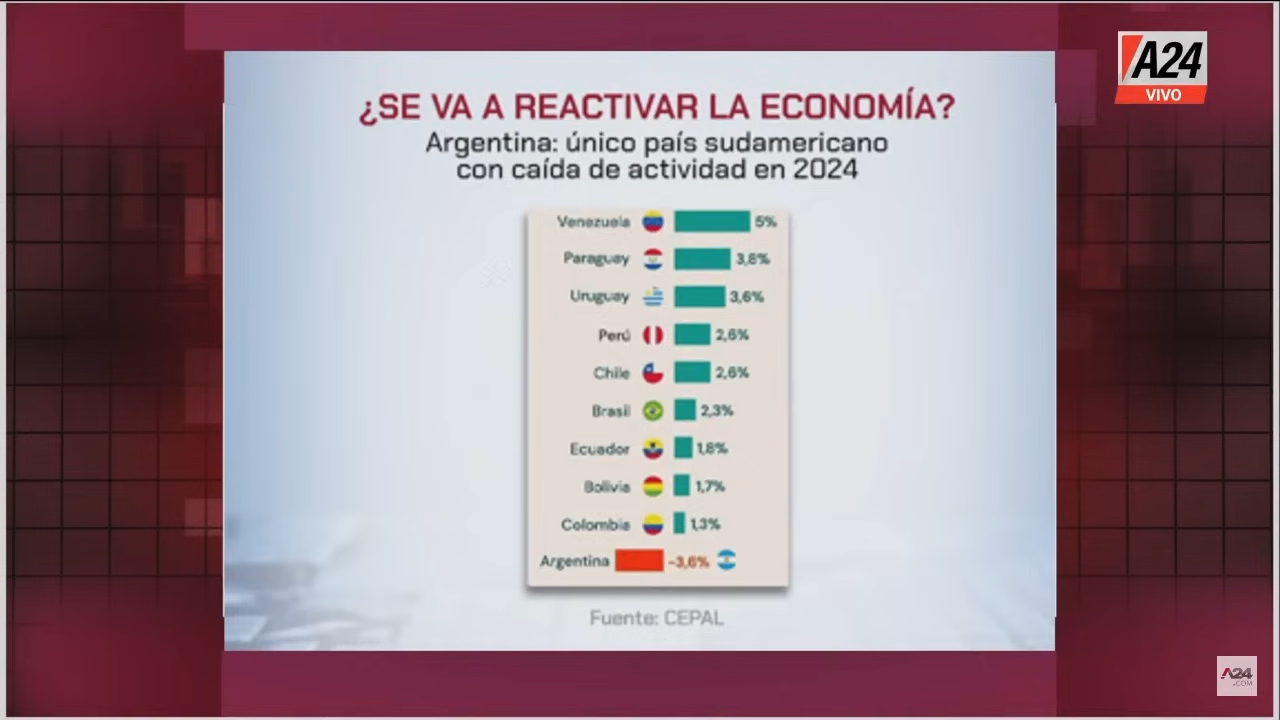 A24
VIVO
¿SE VA A REACTIVAR LA ECONOMÍA?
Argentina: único país sudamericano
con caída de actividad en 2024
Venezuela 5%
Paraguay 3,8%
Uruguay 3,6%
Perú 2,6%
Chile 2,6%
Brasil 2,3%
Ecuador 1,8%
Bolivia 1,7%
Colombia 1,3%
Argentina -3,6%
Fuente: CEPAL
A24
.COM